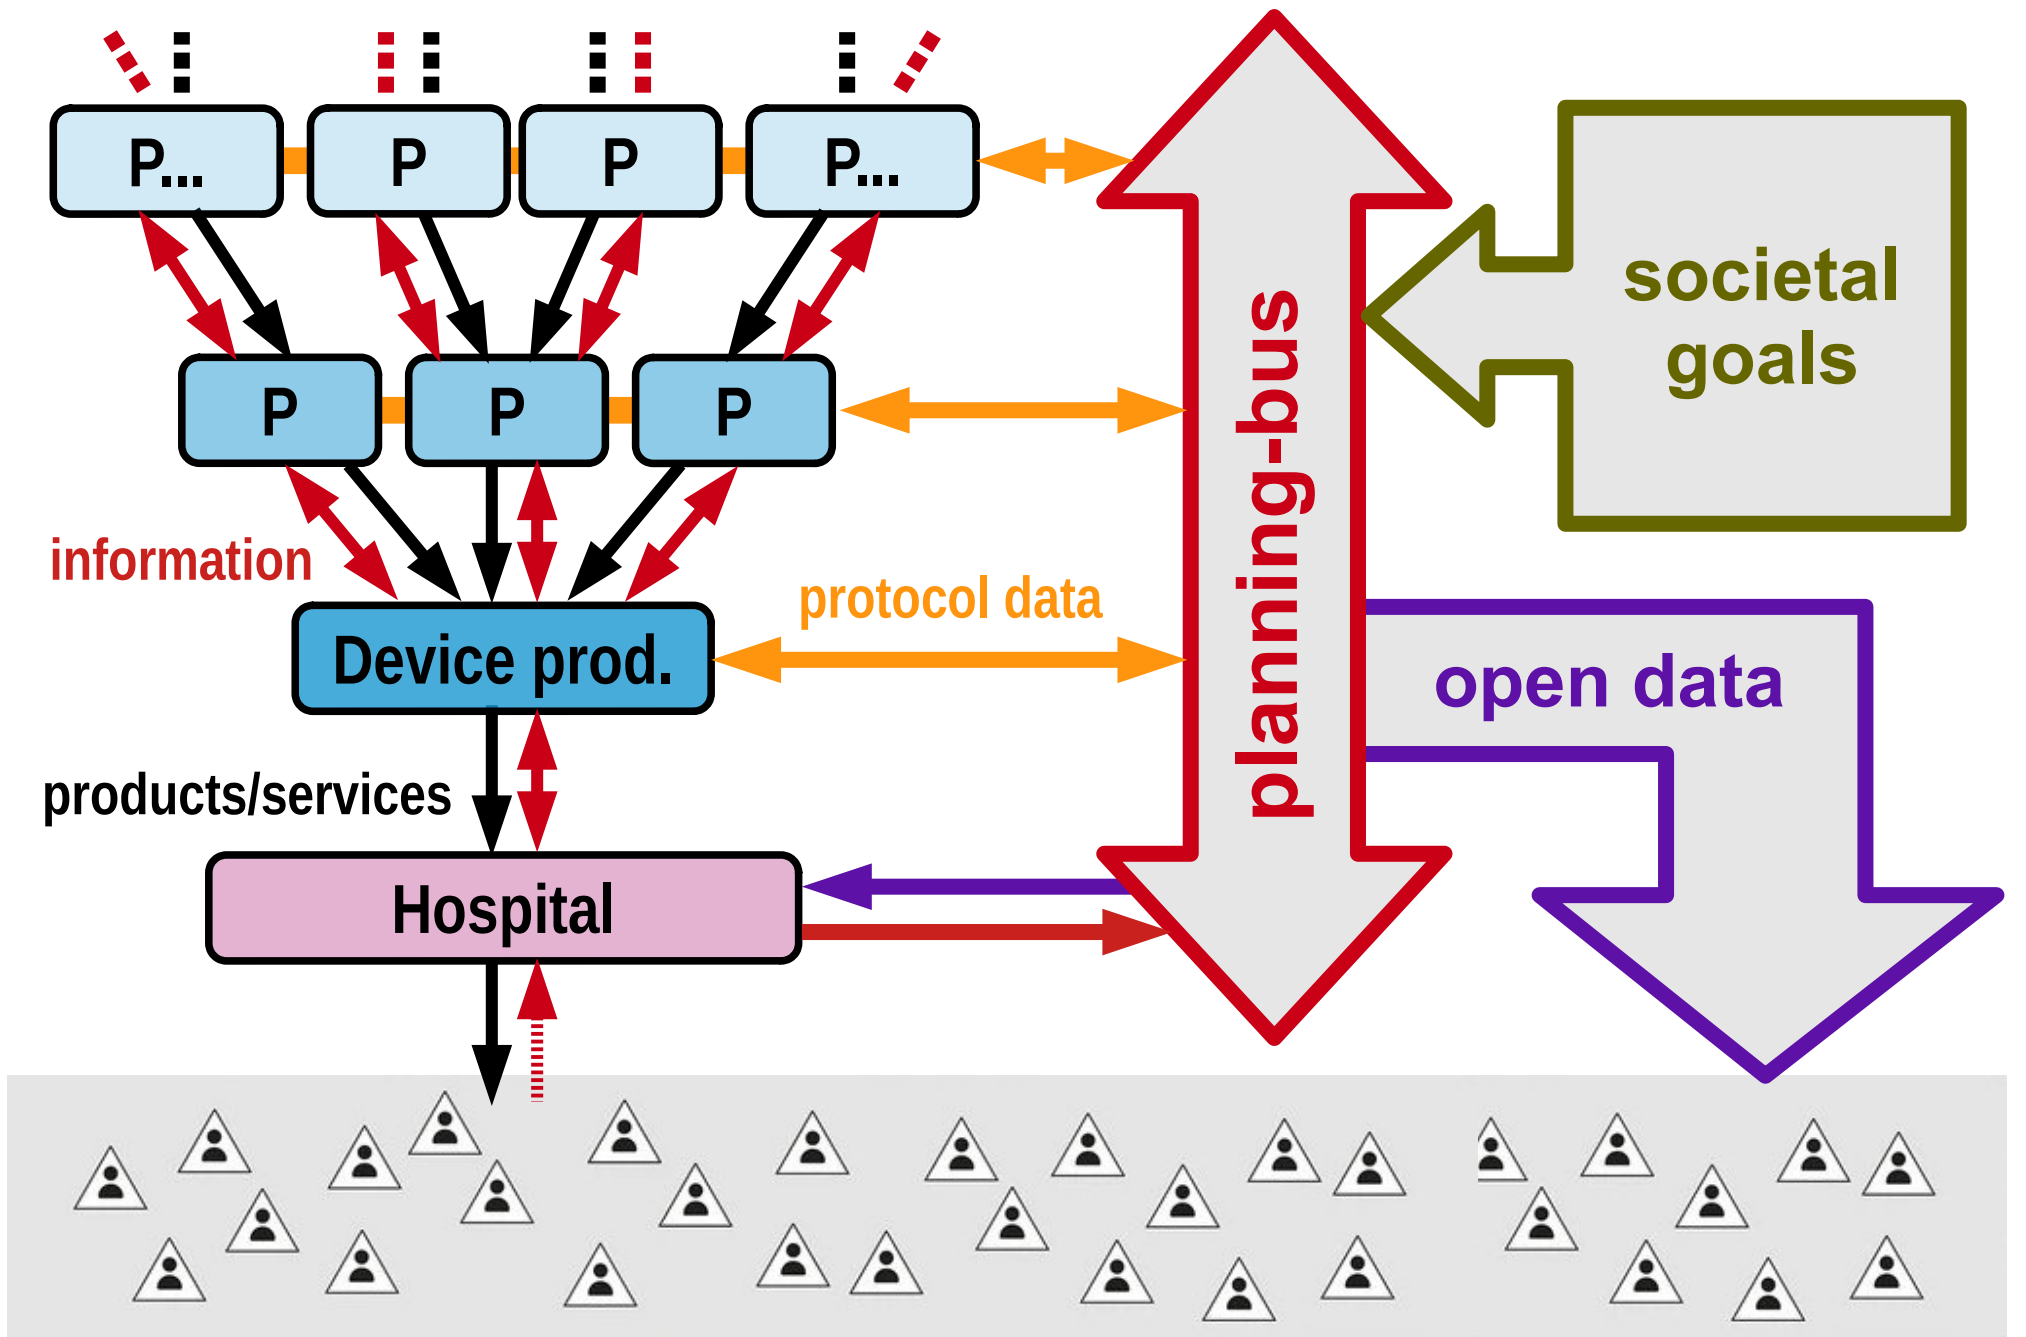 P...
P
P
P...
P
P
P
information
Device prod.
protocol data
products/services
Hospital
planning-bus
societal
goals
open data